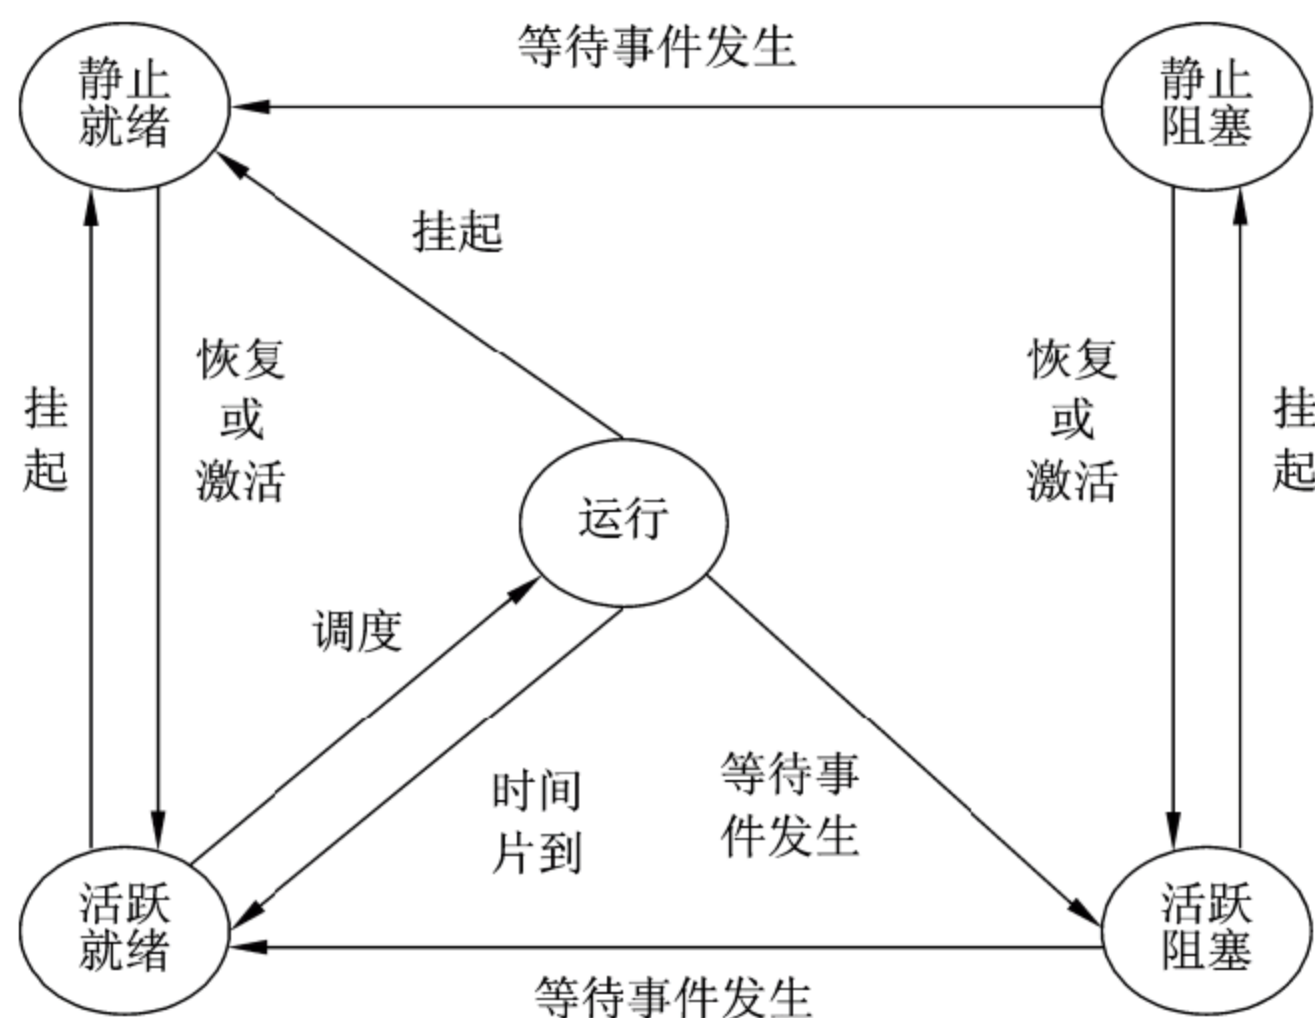 等待事件发生
静止
就绪
静止
阻塞
挂起
恢复
或
激活
挂
起
恢复
或
激活
挂
起
运行
调度
时间
片到
等待事
件发生
活跃
就绪
活跃
阻塞
等待事件发生